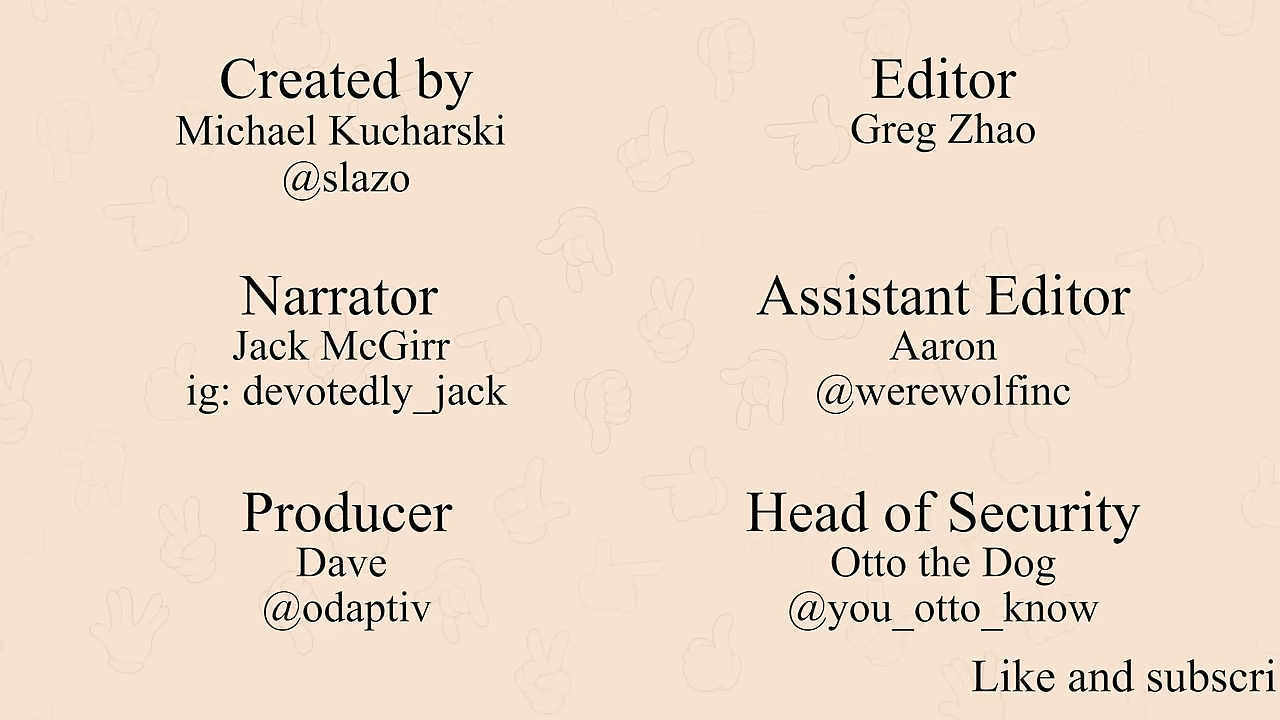 Created by
Michael Kucharski
@slazo
Editor
Greg Zhao
Narrator
Jack McGirr
ig: devotedly_jack
Assistant Editor
Aaron
@werewolfinc
Producer
Dave
@odaptiv
Head of Security
Otto the Dog
@you_otto_know
Like and subscri